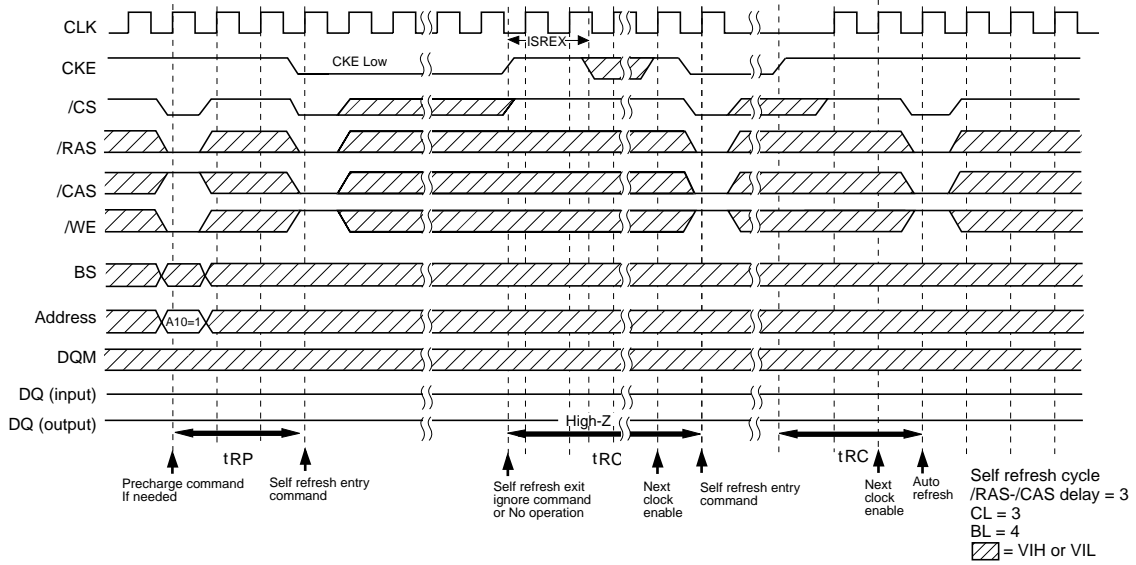 CLK
lSREX
CKE
CKE Low
/CS
/RAS
/CAS
/WE
BS
Address
A10=1
DQM
DQ (input)
DQ (output)
High-Z
tRP
tRC
tRC
Precharge command
If needed
Self refresh entry
command
Self refresh exit
ignore command
or No operation
Next
clock
enable
Self refresh entry
command
Next
clock
enable
Auto
refresh
Self refresh cycle
/RAS-/CAS delay = 3
CL = 3
BL = 4
= VIH or VIL